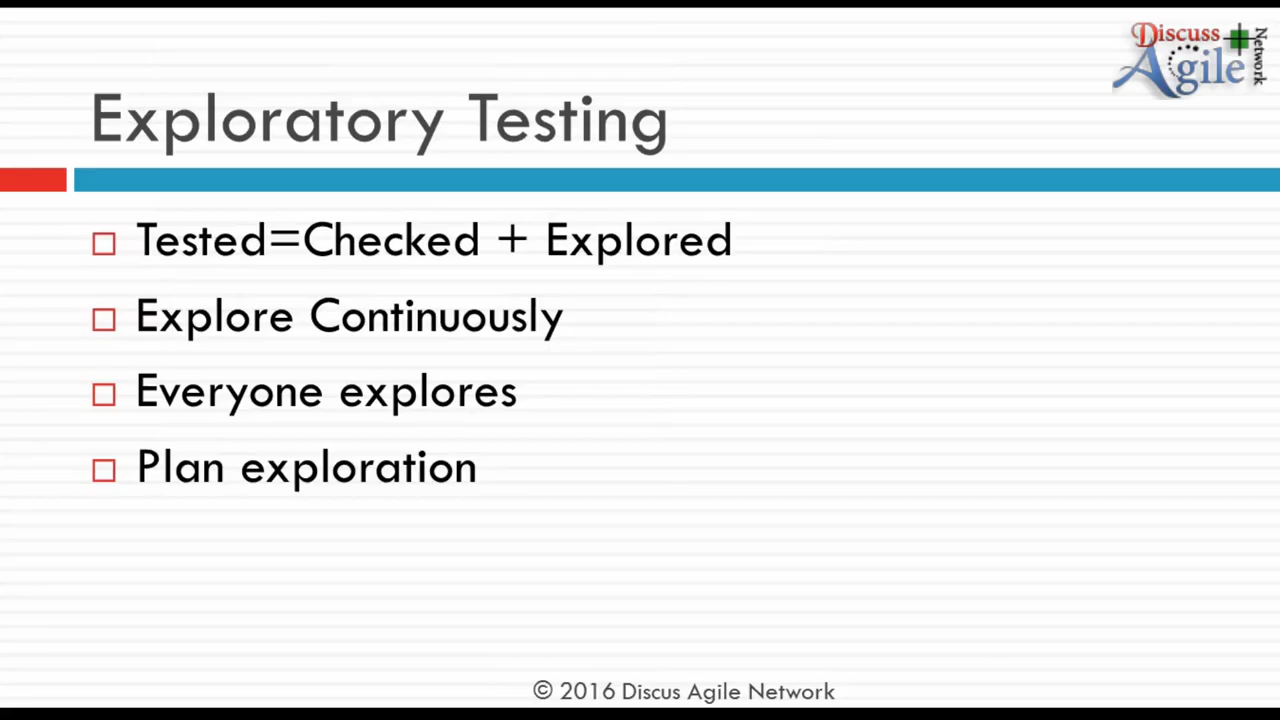 Discuss
Agile
Network
Exploratory Testing
Tested=Checked + Explored
Explore Continuously
Everyone explores
Plan exploration
© 2016 Discus Agile Network